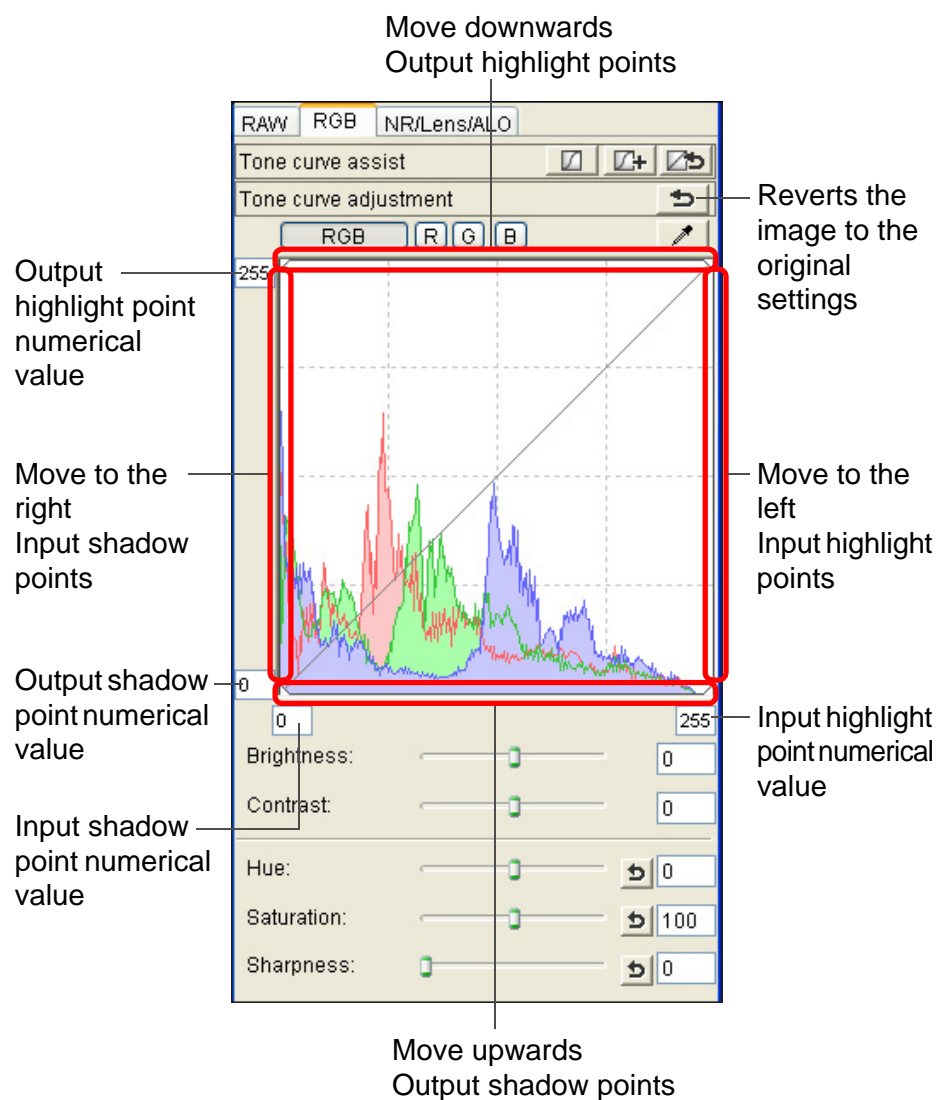 Move downwards
Output highlight points
RAW RGB NR/Lens/ALO
Tone curve assist
Tone curve adjustment
RGB R G B
Reverts the
image to the
original
settings
Output
highlight point
numerical
value
255
Move to the
right
Input shadow
points
Move to the
left
Input highlight
points
Output shadow
point numerical
value
0
0
255
Input highlight
point numerical
value
Input shadow
point numerical
value
Brightness: 0
Contrast: 0
Hue: 0
Saturation: 100
Sharpness: 0
Move upwards
Output shadow points